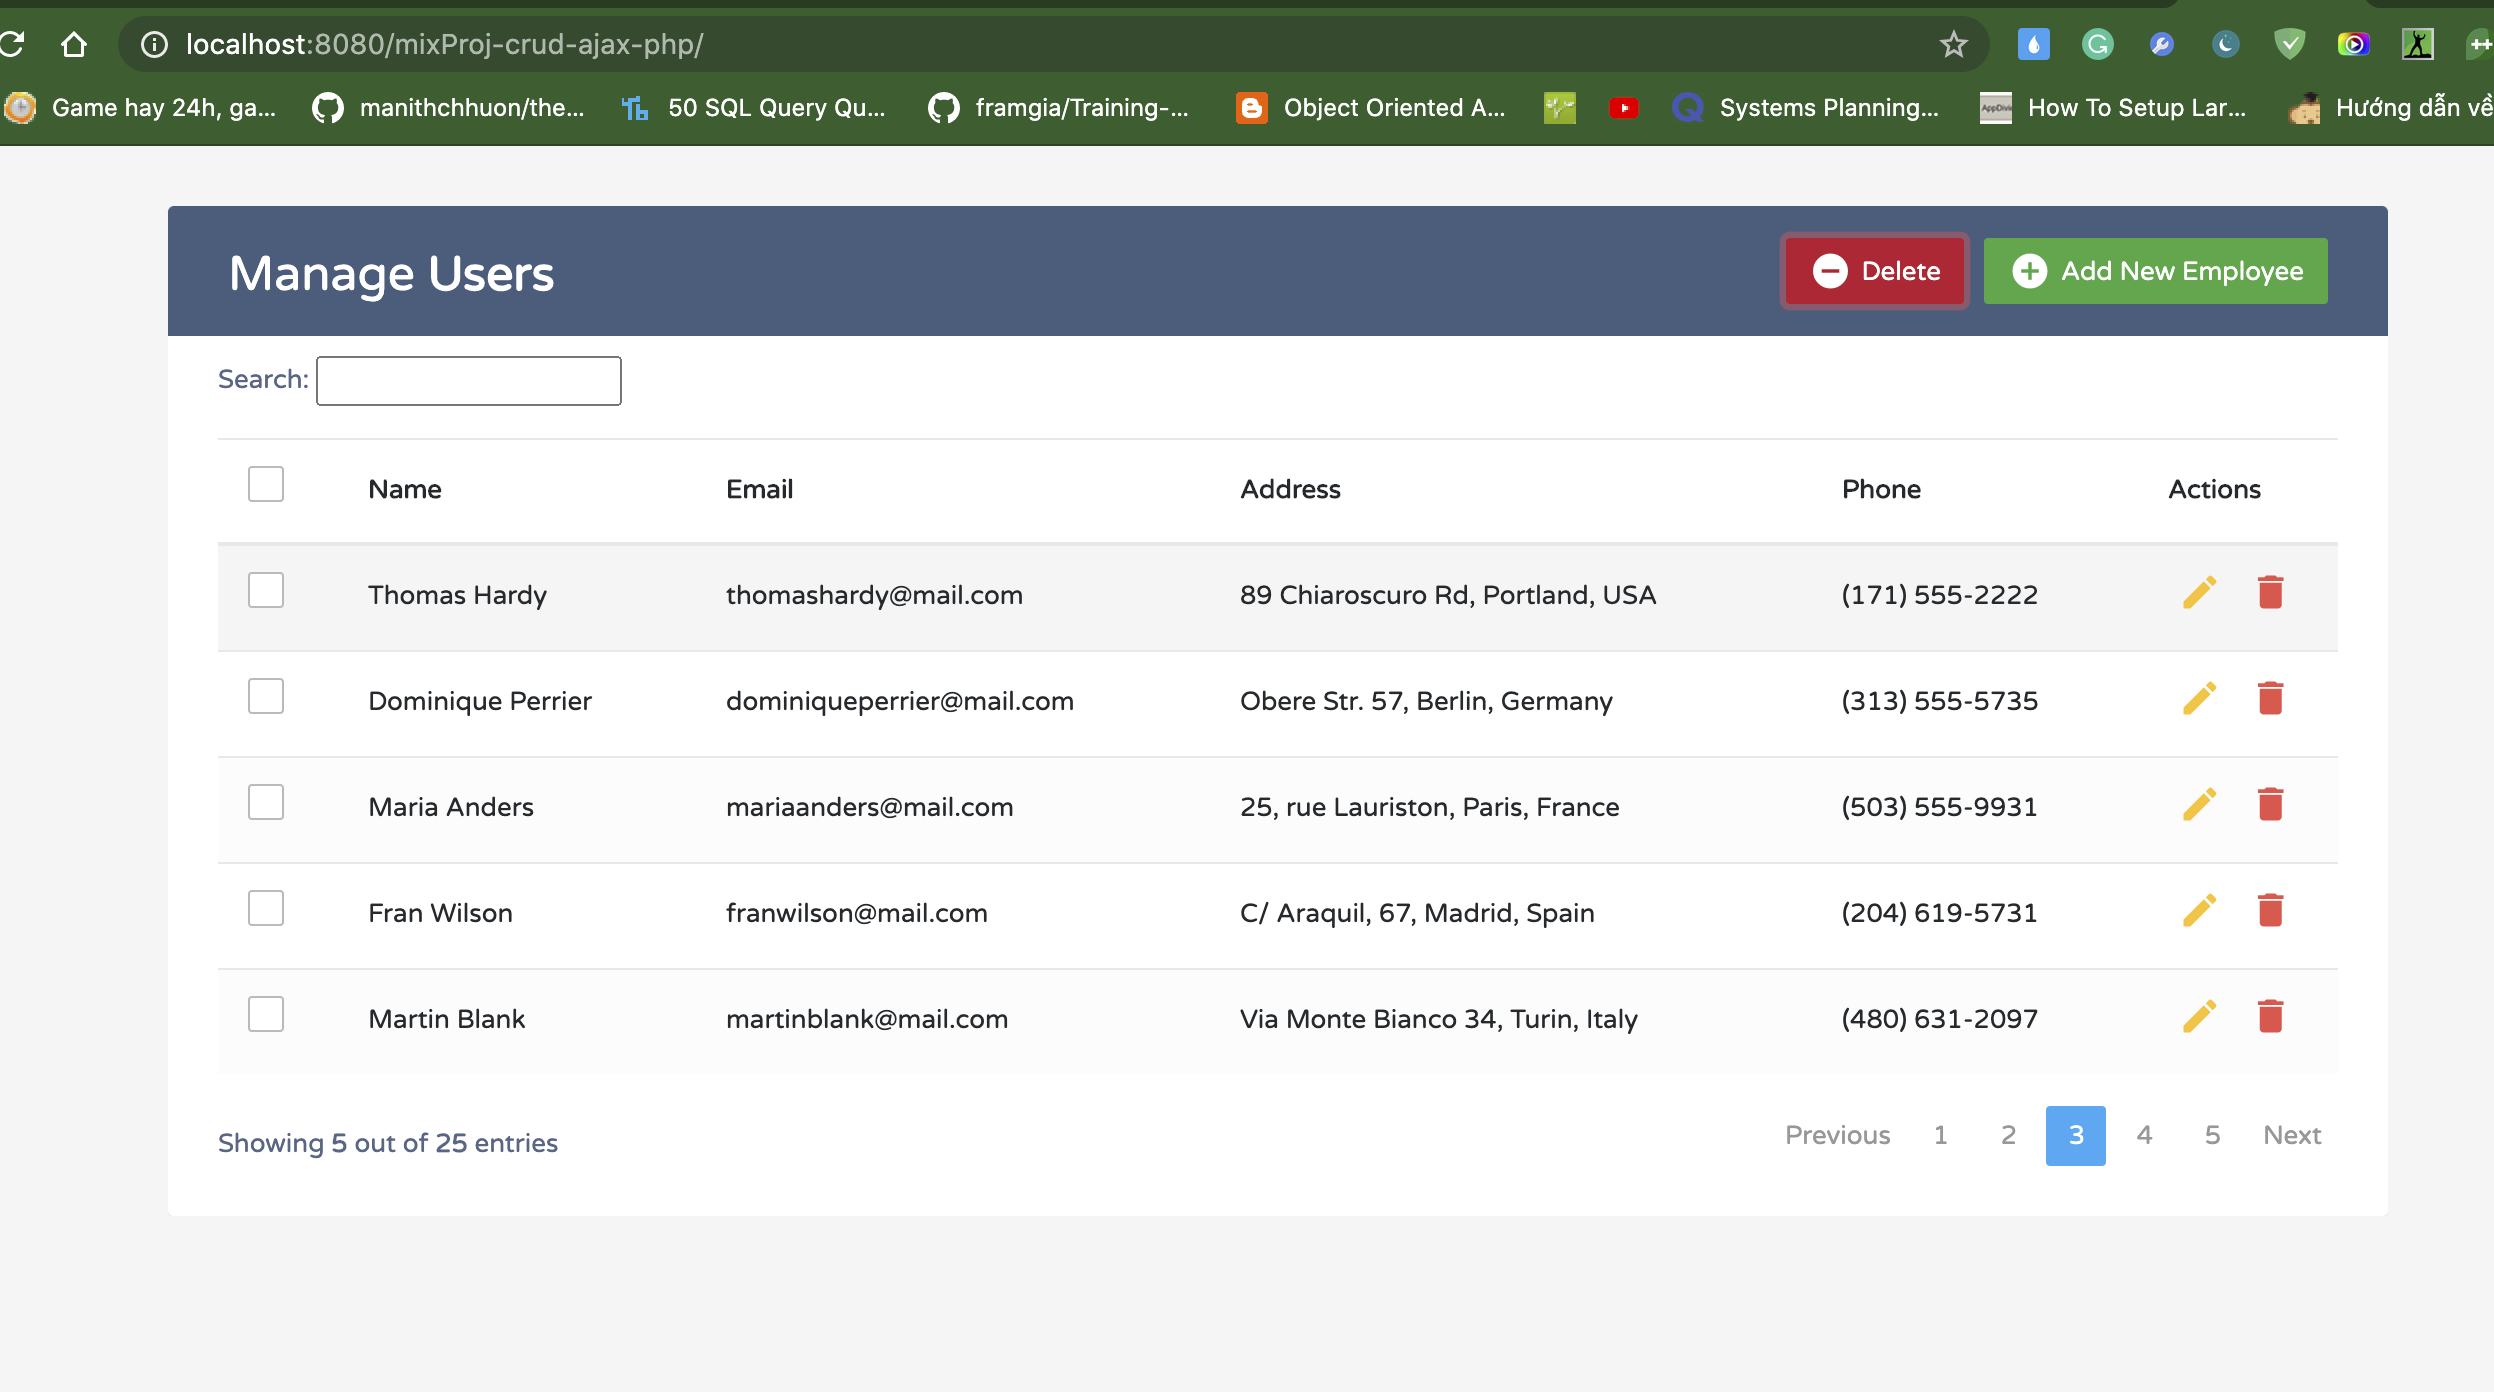 localhost:8080/mixProj-crud-ajax-php/
Game hay 24h, ga... manithchhuon/the... 50 SQL Query Qu... framgia/Training-... Object Oriented A... Systems Planning... AppDivi How To Setup Lar... Hướng dẫn về
Manage Users Delete Add New Employee
Search:
Name Email Address Phone Actions
Thomas Hardy thomashardy@mail.com 89 Chiaroscuro Rd, Portland, USA (171) 555-2222
Dominique Perrier dominiqueperrier@mail.com Obere Str. 57, Berlin, Germany (313) 555-5735
Maria Anders mariaanders@mail.com 25, rue Lauriston, Paris, France (503) 555-9931
Fran Wilson franwilson@mail.com C/ Araquil, 67, Madrid, Spain (204) 619-5731
Martin Blank martinblank@mail.com Via Monte Bianco 34, Turin, Italy (480) 631-2097
Showing 5 out of 25 entries Previous 1 2 3 4 5 Next